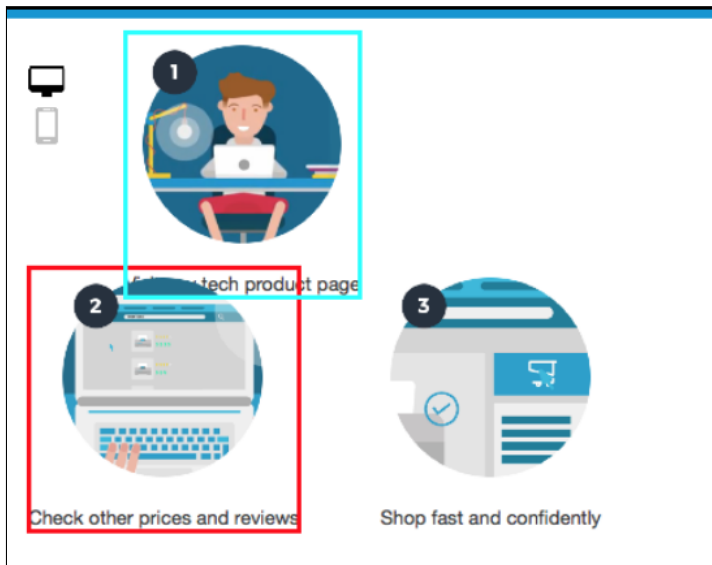 1
tech product page
2
3
Check other prices and reviews
Shop fast and confidently